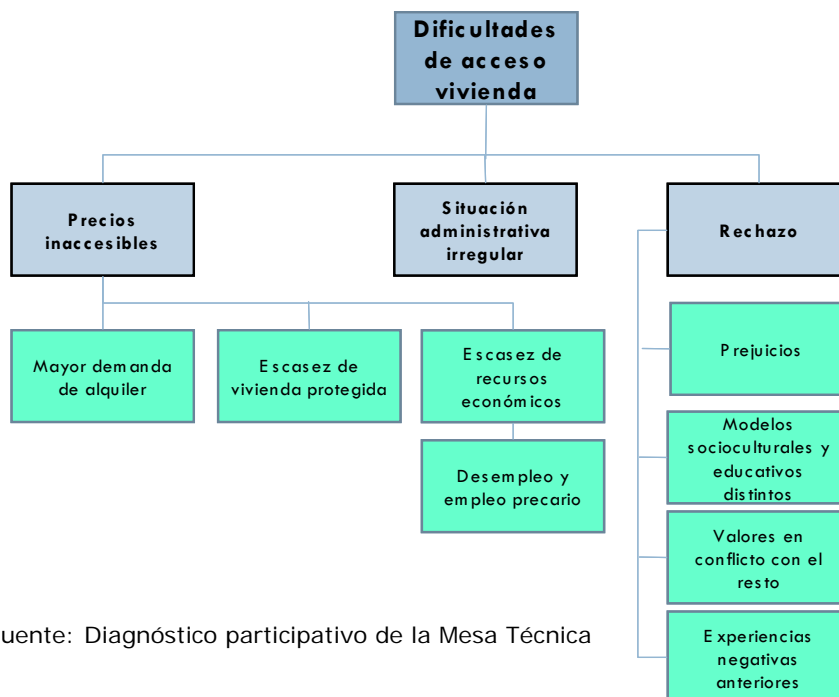 Dificultades
de acceso
vivienda
Precios
inaccesibles
Situación
administrativa
irregular
Rechazo
Mayor demanda
de alquiler
Escasez de
vivienda protegida
Escasez de
recursos
económicos
Desempleo y
empleo precario
Prejuicios
Modelos
socioculturales y
educativos
distintos
Valores en
conflicto con el
resto
Experiencias
negativas
anteriores
uente: Diagnóstico participativo de la Mesa Técnica